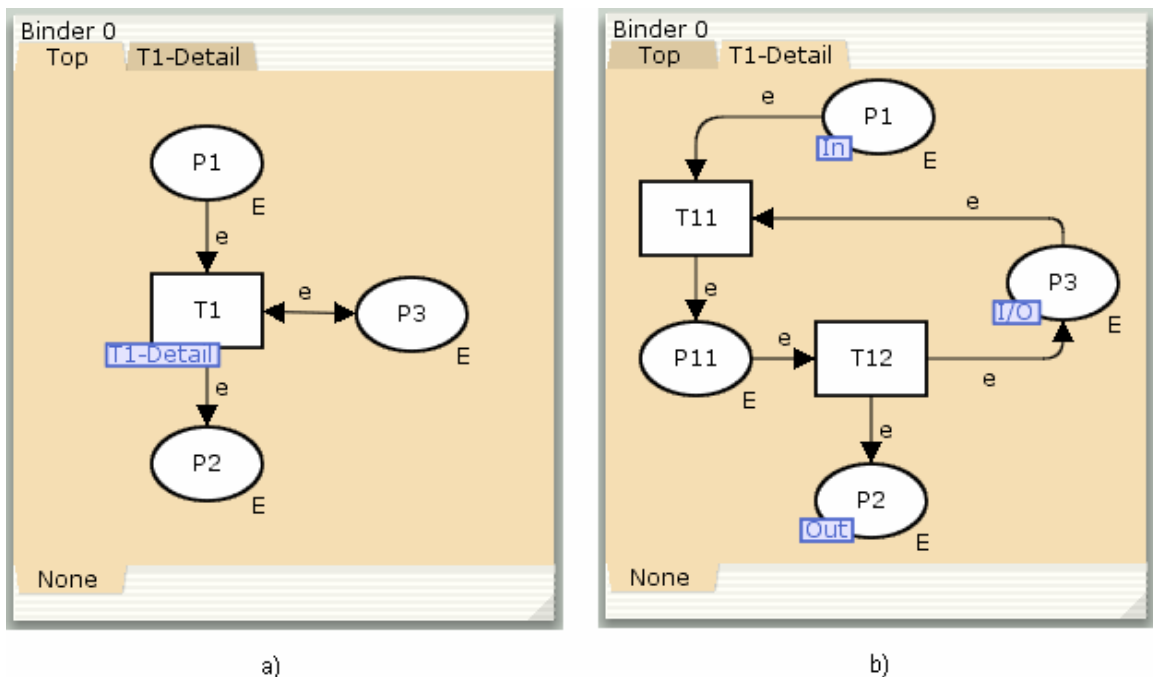 Binder 0
Top T1-Detail
P1
E
e
T1
e
P3
E
T1-Detail
e
P2
E
None
a)
Binder 0
Top T1-Detail
e
P1
In
E
T11
e
e
P3
I/O
E
P11
E
e
T12
e
e
P2
Out
E
None
b)